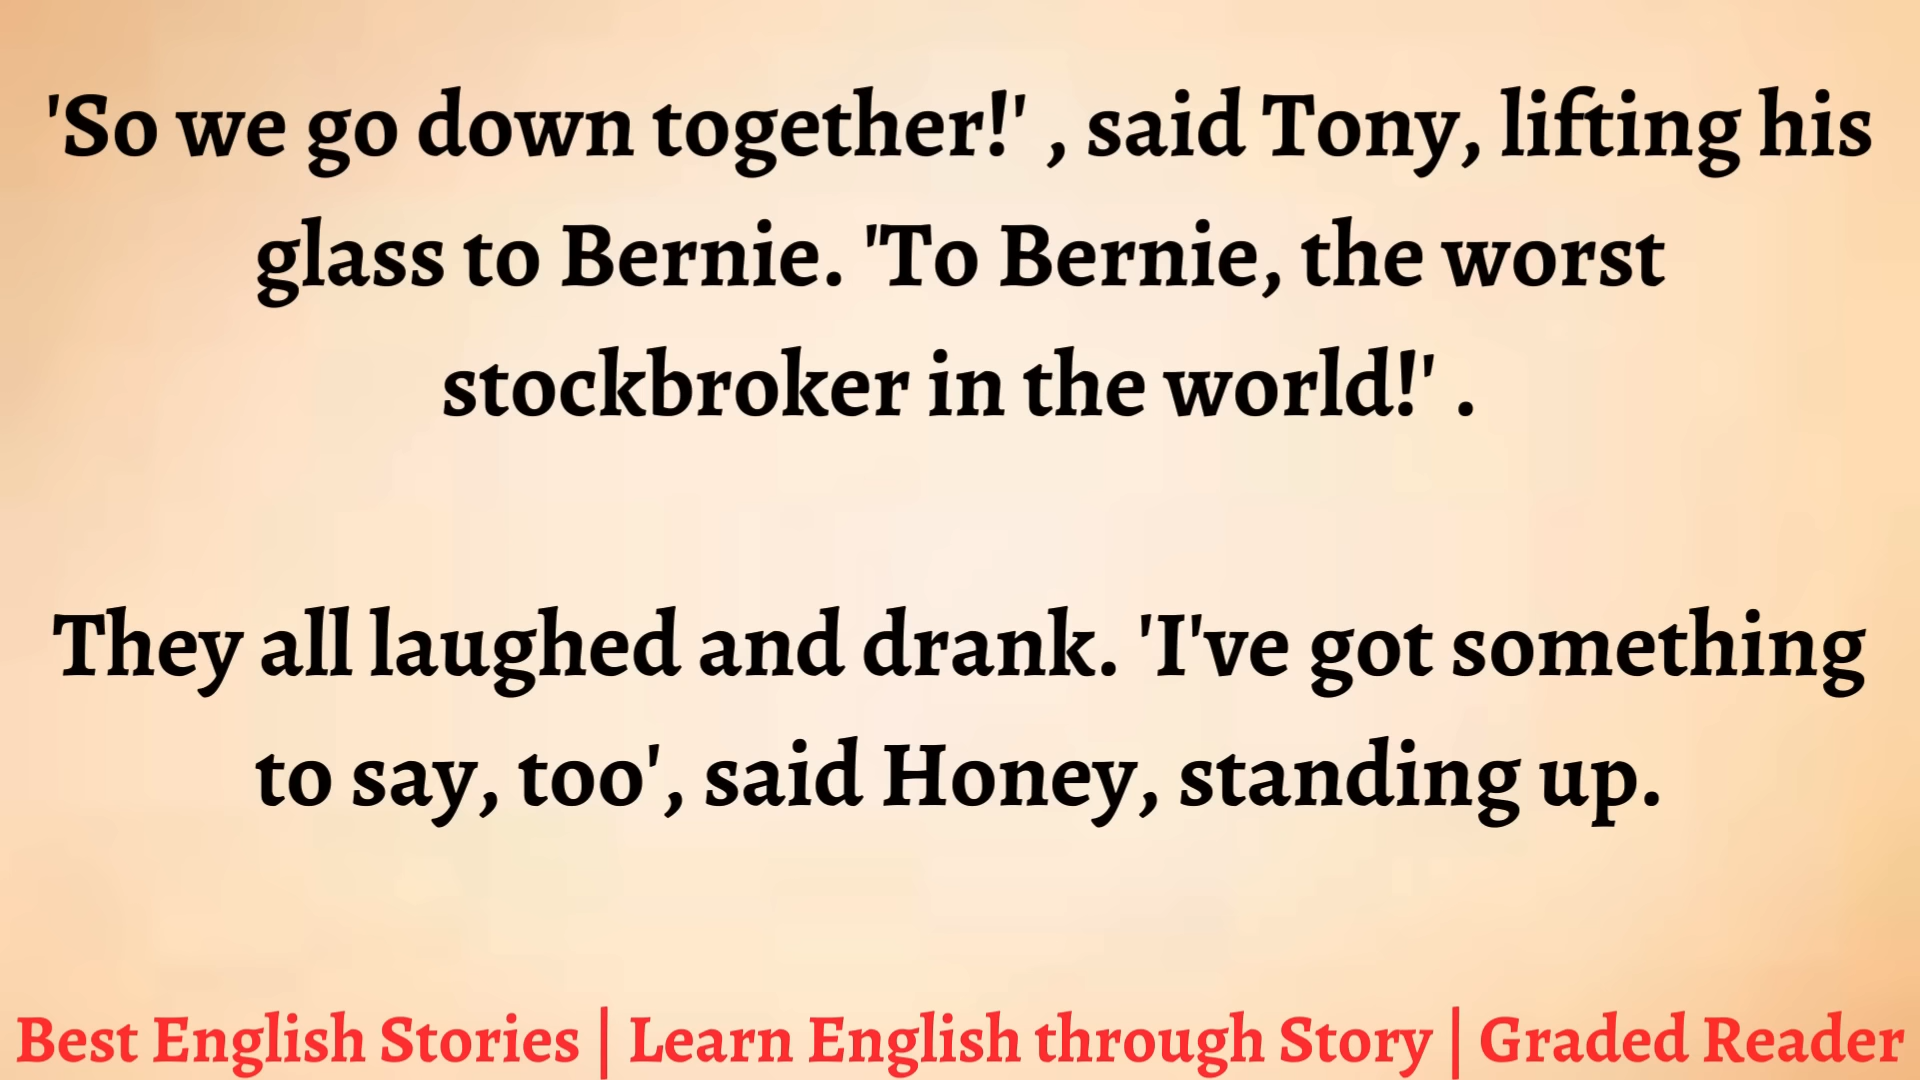 'So we go down together!' , said Tony, lifting his
glass to Bernie. 'To Bernie, the worst
stockbroker in the world!' .
They all laughed and drank. 'I've got something
to say, too', said Honey, standing up.
Best English Stories | Learn English through Story | Graded Reader